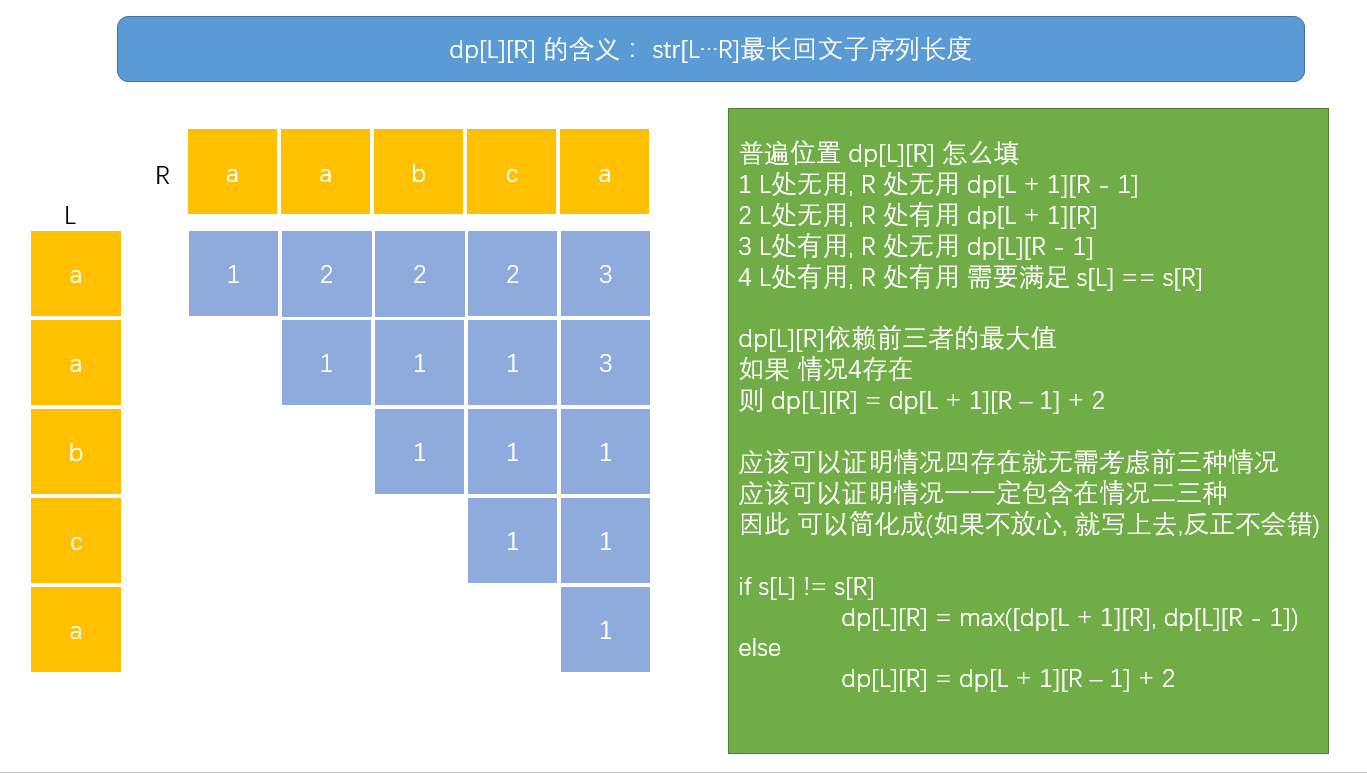 dp[L][R] 的含义： str[L…R]最长回文子序列长度
R a a b c a
L
a 1 2 2 2 3
a 1 1 1 3
b 1 1 1
c 1 1
a 1
普遍位置 dp[L][R] 怎么填
1 L处无用, R 处无用 dp[L + 1][R - 1]
2 L处无用, R 处有用 dp[L + 1][R]
3 L处有用, R 处无用 dp[L][R - 1]
4 L处有用, R 处有用 需要满足 s[L] == s[R]
dp[L][R]依赖前三者的最大值
如果 情况4存在
则 dp[L][R] = dp[L + 1][R – 1] + 2
应该可以证明情况四存在就无需考虑前三种情况
应该可以证明情况一一定包含在情况二三种
因此 可以简化成(如果不放心, 就写上去,反正不会错)
if s[L] != s[R]
dp[L][R] = max([dp[L + 1][R], dp[L][R - 1])
else
dp[L][R] = dp[L + 1][R – 1] + 2